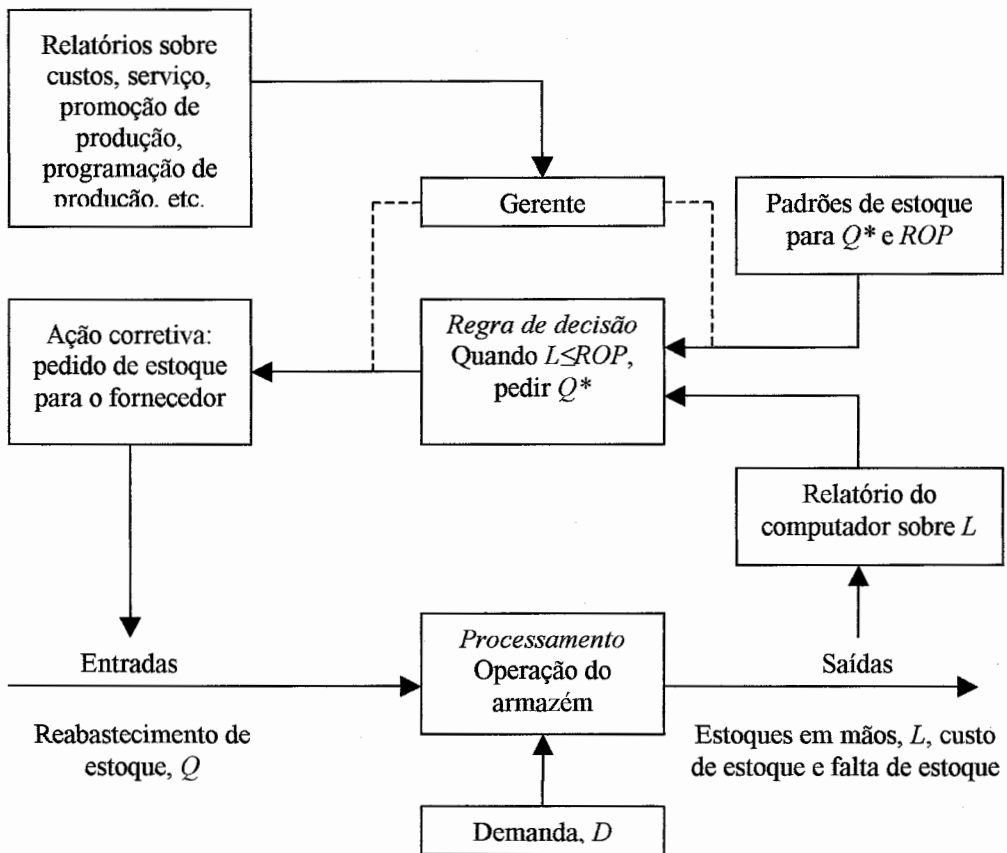 Relatórios sobre
custos, serviço,
promoção de
produção,
programação de
produção, etc.
Gerente
Padrões de estoque
para Q* e ROP
Ação corretiva:
pedido de estoque
para o fornecedor
Regra de decisão
Quando L≤ROP,
pedir Q*
Relatório do
computador sobre L
Entradas
Processamento
Operação do
armazém
Saídas
Reabastecimento de
estoque, Q
Estoques em mãos, L, custo
de estoque e falta de estoque
Demanda, D